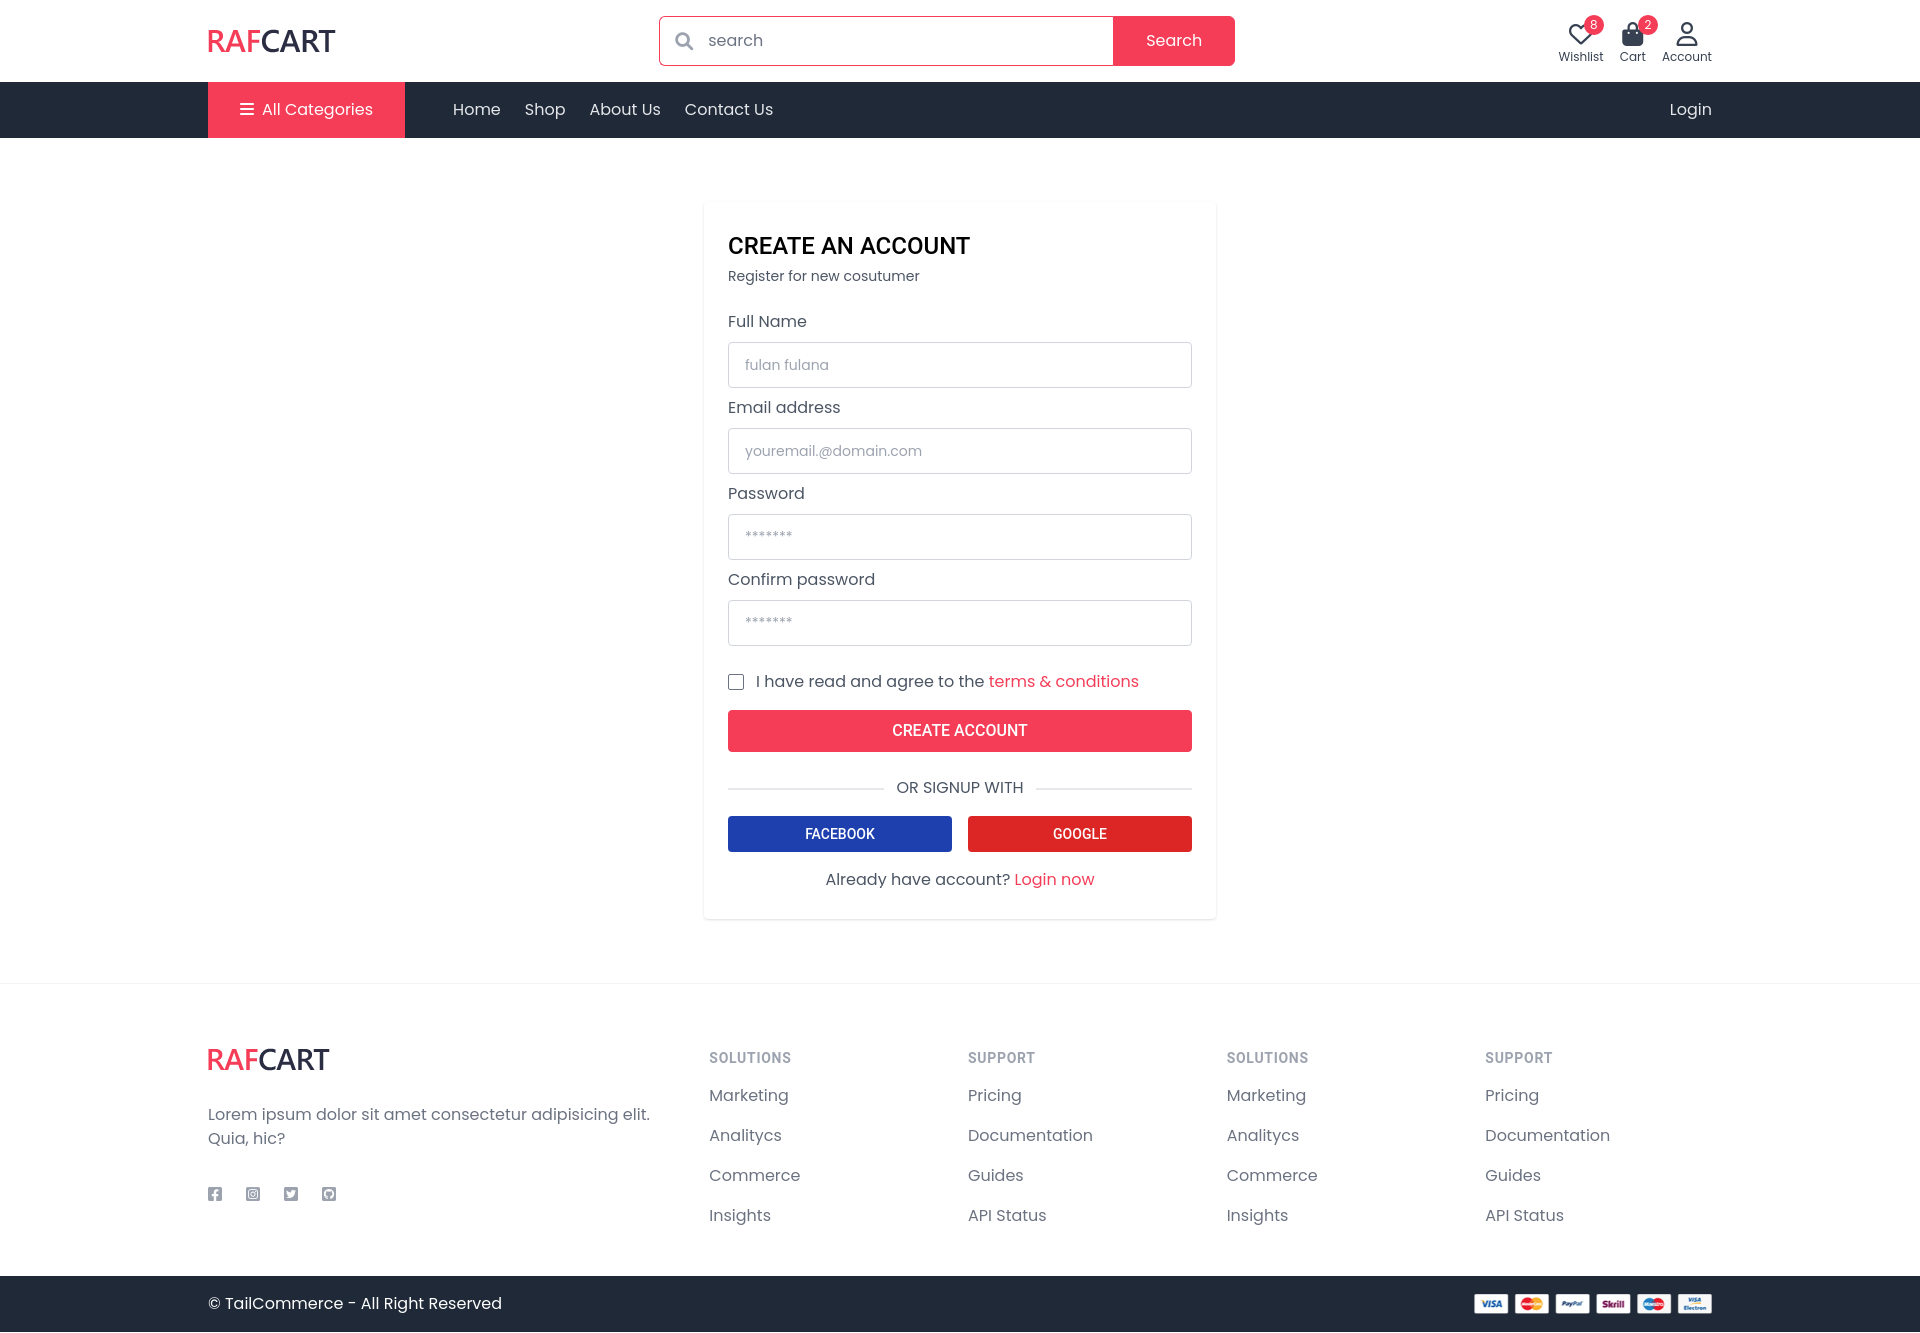 RAFCART
search
Search
8
Wishlist
2
Cart
Account
All Categories
Home
Shop
About Us
Contact Us
Login
CREATE AN ACCOUNT
Register for new cosutumer
Full Name
fulan fulana
Email address
youremail.@domain.com
Password
*******
Confirm password
*******
I have read and agree to the terms & conditions
CREATE ACCOUNT
OR SIGNUP WITH
FACEBOOK
GOOGLE
Already have account? Login now
RAFCART
Lorem ipsum dolor sit amet consectetur adipisicing elit.
Quia, hic?
SOLUTIONS
Marketing
Analitycs
Commerce
Insights
SUPPORT
Pricing
Documentation
Guides
API Status
SOLUTIONS
Marketing
Analitycs
Commerce
Insights
SUPPORT
Pricing
Documentation
Guides
API Status
© TailCommerce - All Right Reserved
VISA
MasterCard
PayPal
Skrill
Maestro
VISA
Electron